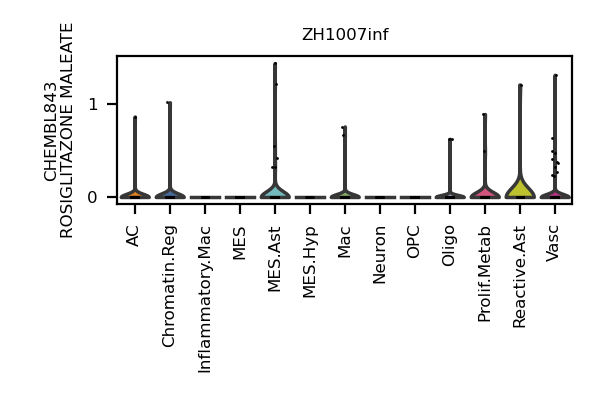 ZH1007inf
CHEMBL843
ROSIGLITAZONE MALEATE
1
0
AC
Chromatin.Reg
Inflammatory.Mac
MES
MES.Ast
MES.Hyp
Mac
Neuron
OPC
Oligo
Prolif.Metab
Reactive.Ast
Vasc